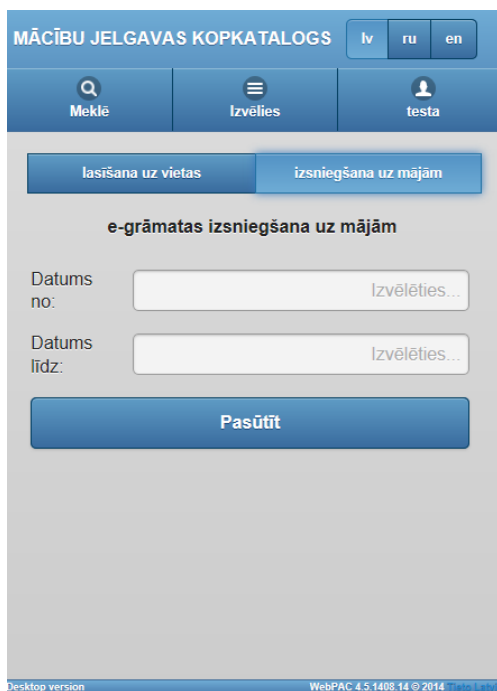 MĀCĪBU JELGAVAS KOPKATALOGS lv ru en
Meklē Izvēlies testa
lasīšana uz vietas izsniegšana uz mājām
e-grāmatas izsniegšana uz mājām
Datums
no: Izvēlēties...
Datums
līdz: Izvēlēties...
Pasūtīt
Desktop version WebPAC 4.5.1408.14 © 2014 Tieto